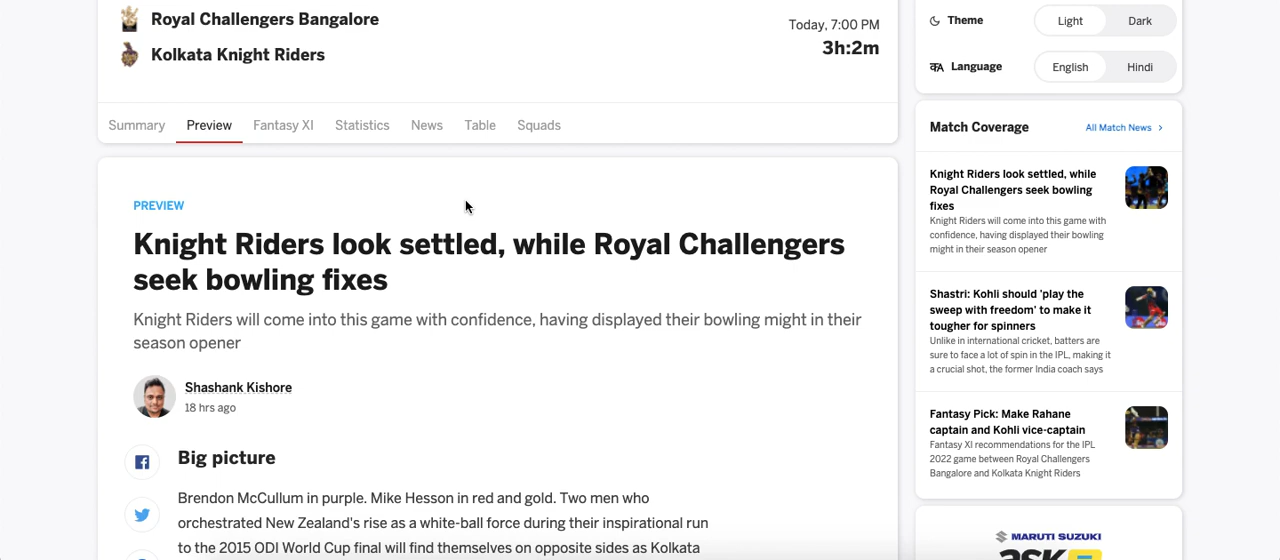 Royal Challengers Bangalore
Kolkata Knight Riders
Today, 7:00 PM
3h:2m
Summary Preview Fantasy XI Statistics News Table Squads
PREVIEW
Knight Riders look settled, while Royal Challengers
seek bowling fixes
Knight Riders will come into this game with confidence, having displayed their bowling might in their
season opener
Shashank Kishore
18 hrs ago
Big picture
Brendon McCullum in purple. Mike Hesson in red and gold. Two men who
orchestrated New Zealand's rise as a white-ball force during their inspirational run
to the 2015 ODI World Cup final will find themselves on opposite sides as Kolkata
Theme Light Dark
Language English Hindi
Match Coverage All Match News
Knight Riders look settled, while
Royal Challengers seek bowling
fixes
Knight Riders will come into this game with
confidence, having displayed their bowling
might in their season opener
Shastri: Kohli should 'play the
sweep with freedom' to make it
tougher for spinners
Unlike in international cricket, batters are
sure to face a lot of spin in the IPL, making it
a crucial shot, the former India coach says
Fantasy Pick: Make Rahane
captain and Kohli vice-captain
Fantasy XI recommendations for the IPL
2022 game between Royal Challengers
Bangalore and Kolkata Knight Riders
MARUTI SUZUKI